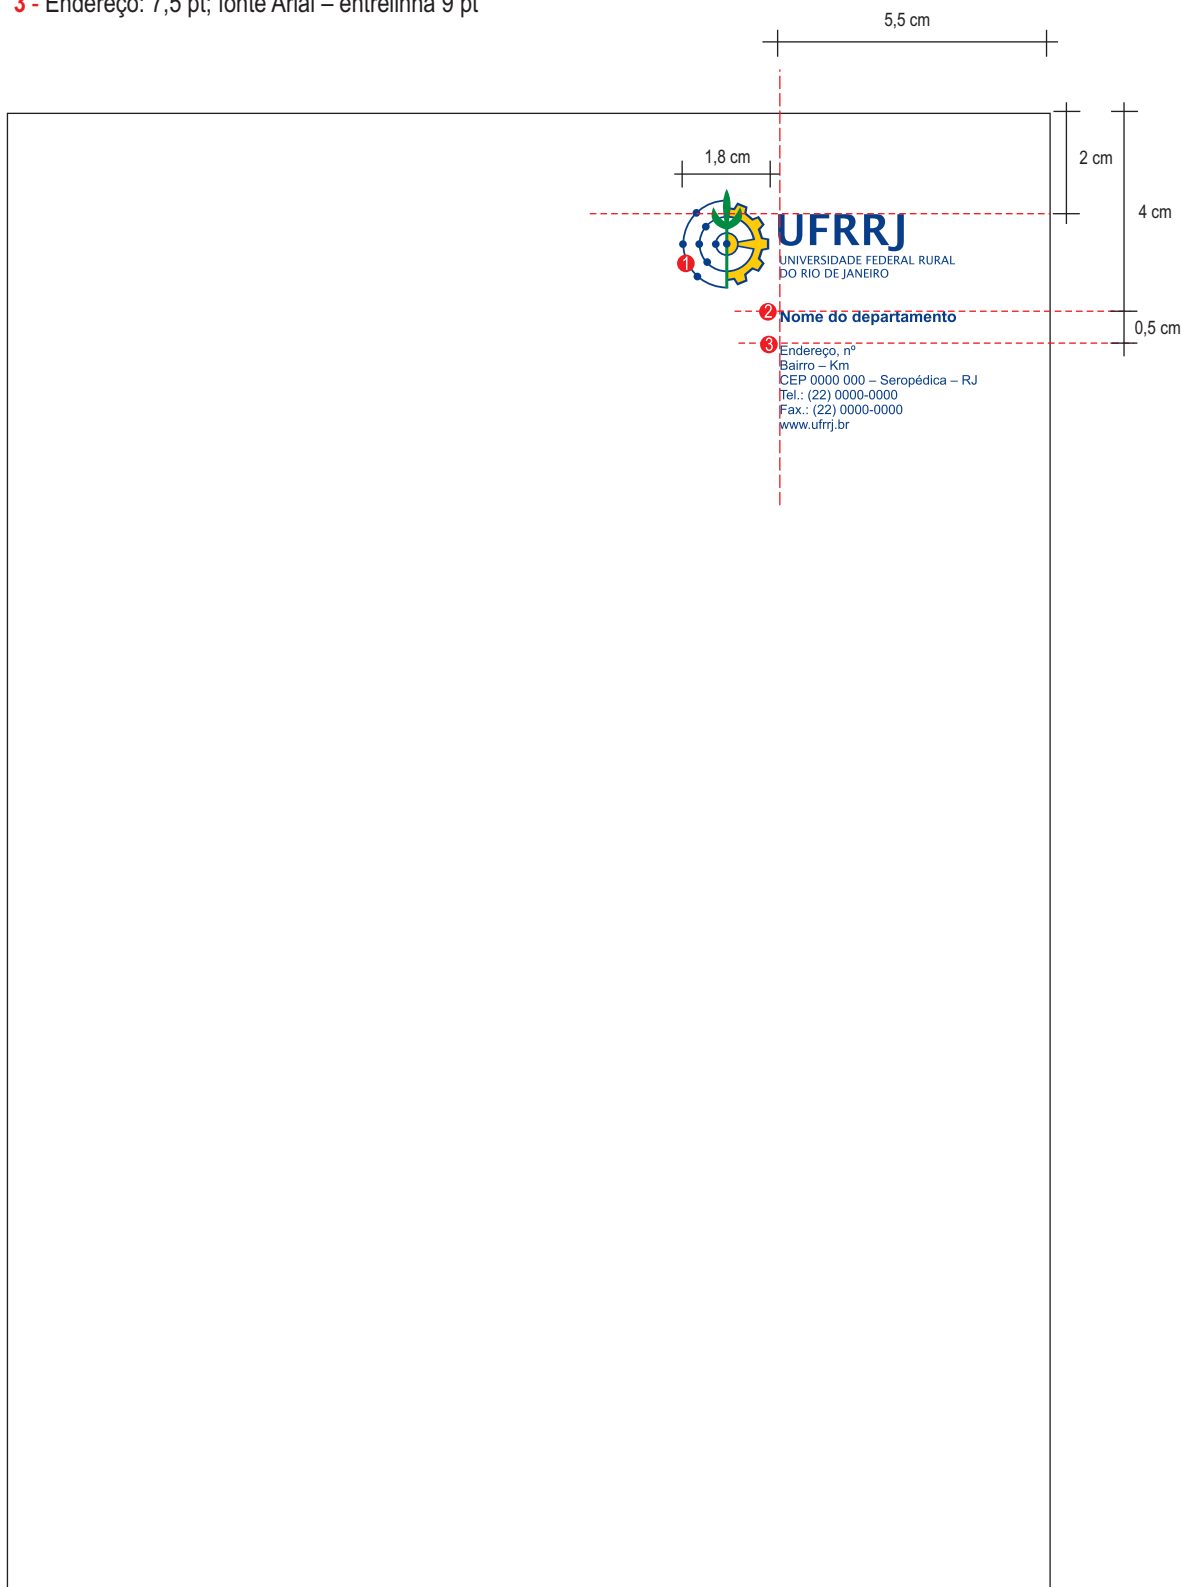 3 - Endereço: 7,5 pt; fonte Arial – entrelinha 9 pt
5,5 cm
1,8 cm
2 cm
4 cm
UFRRJ
UNIVERSIDADE FEDERAL RURAL
DO RIO DE JANEIRO
1
2 Nome do departamento
0,5 cm
3
Endereço, nº
Bairro – Km
CEP 0000 000 – Seropédica – RJ
Tel.: (22) 0000-0000
Fax.: (22) 0000-0000
www.ufrrj.br